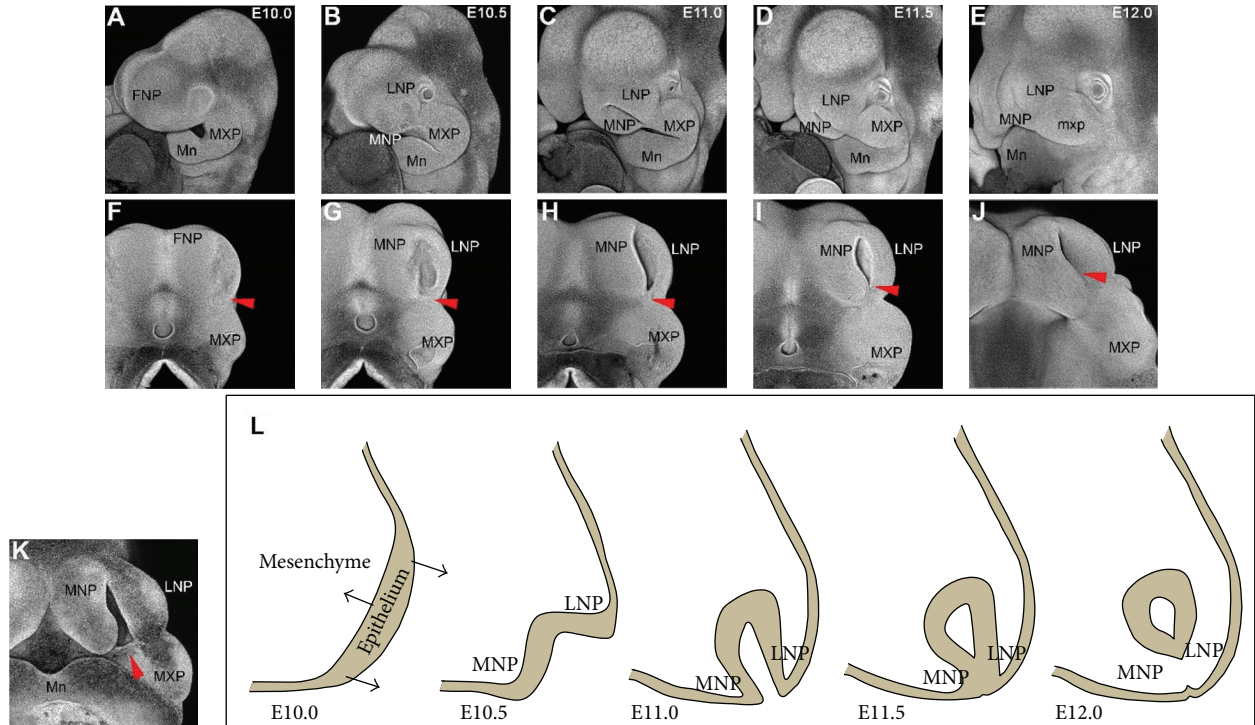 A E10.0
FNP
MXP
Mn
B E10.5
LNP
MNP MXP
C E11.0
LNP
MNP MXP
Mn
D E11.5
LNP
MNP MXP
Mn
E E12.0
LNP
MNP mxp
Mn
F
FNP
MXP
G
MNP LNP
MXP
H
MNP LNP
MXP
I
MNP LNP
MXP
J
MNP LNP
MXP
K
MNP LNP
MXP
Mn
L
Mesenchyme
Epithelium
E10.0
LNP
MNP
E10.5
LNP
MNP
E11.0
MNP LNP
E11.5
LNP
MNP
E12.0